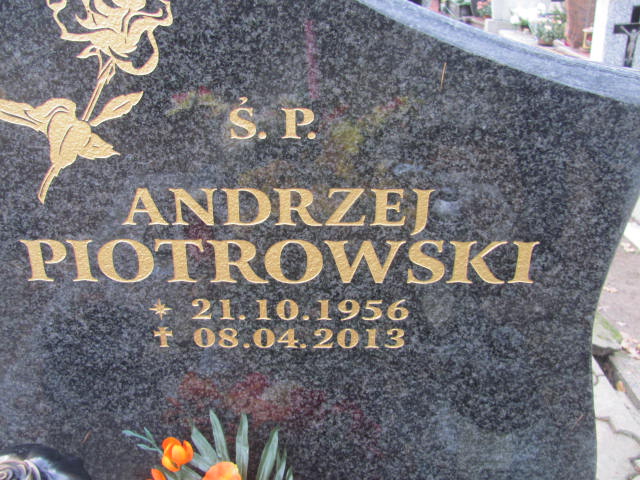 Ś. P.
ANDRZEJ
PIOTROWSKI
* 21.10.1956
✝ 08.04.2013